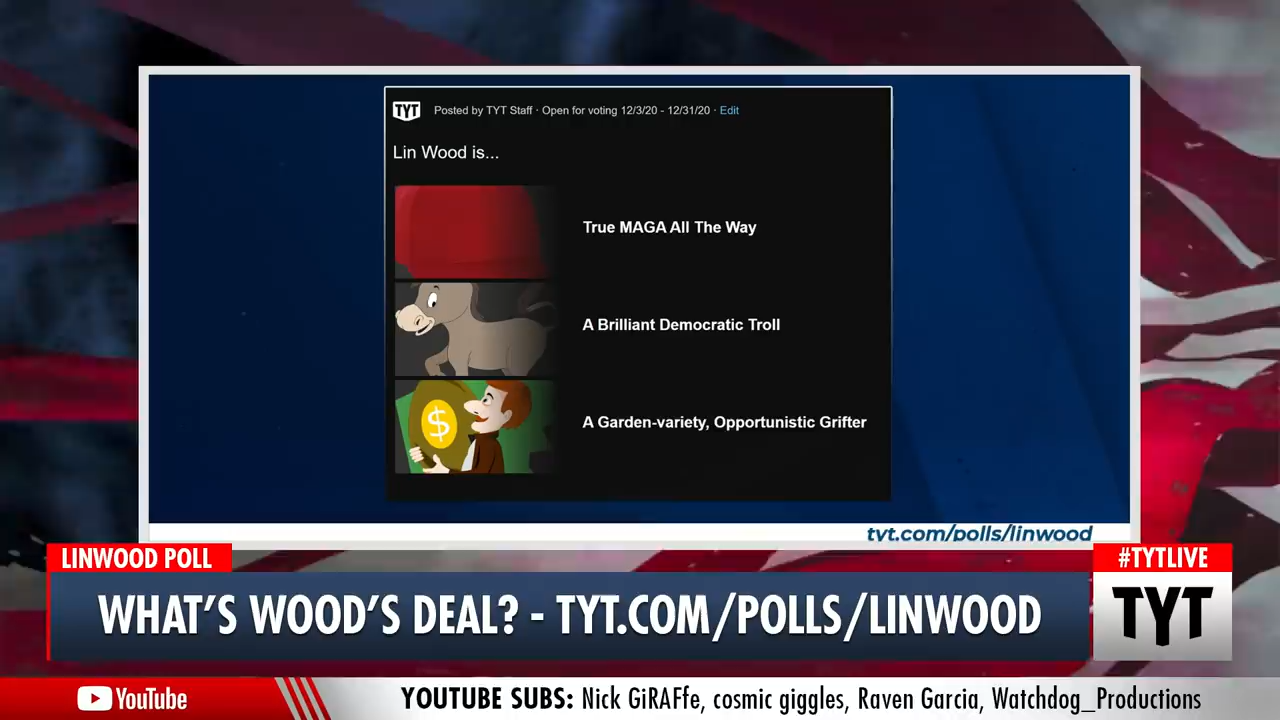 TYT
Posted by TYT Staff · Open for voting 12/3/20 - 12/31/20 · Edit
Lin Wood is...
True MAGA All The Way
A Brilliant Democratic Troll
$
A Garden-variety, Opportunistic Grifter
tyt.com/polls/linwood
LINWOOD POLL
#TYTLIVE
WHAT'S WOOD'S DEAL? - TYT.COM/POLLS/LINWOOD
TYT
YouTube
YOUTUBE SUBS: Nick GiRAFfe, cosmic giggles, Raven Garcia, Watchdog_Productions